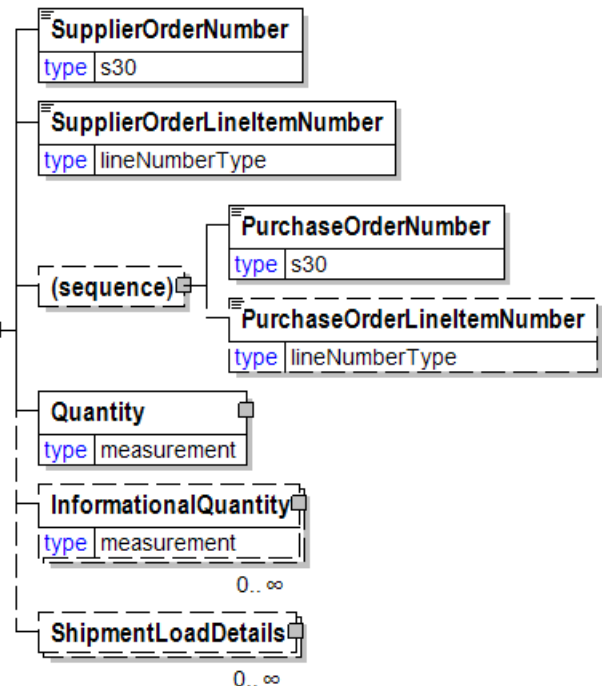 SupplierOrderNumber
type s30
SupplierOrderLineItemNumber
type lineNumberType
PurchaseOrderNumber
type s30
(sequence)
PurchaseOrderLineItemNumber
type lineNumberType
Quantity
type measurement
InformationalQuantity
type measurement
0.. ∞
ShipmentLoadDetails
0.. ∞